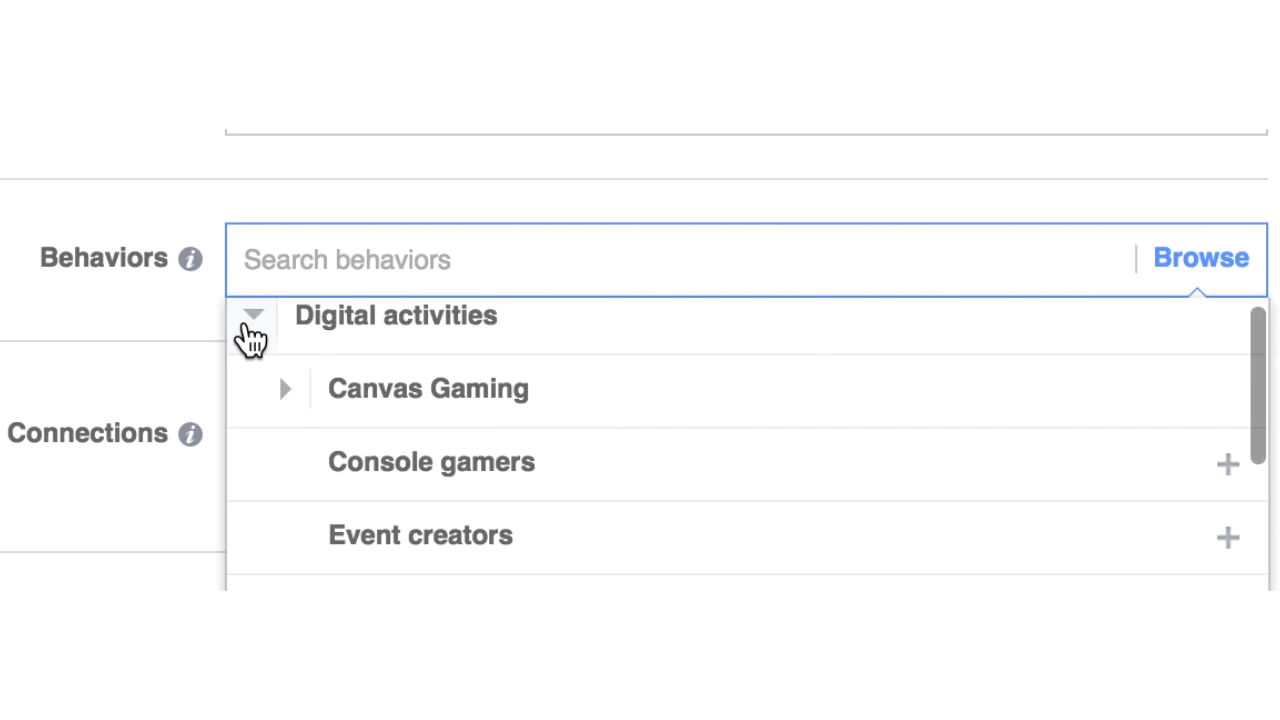 Behaviors
Search behaviors
Browse
Digital activities
Canvas Gaming
Connections
Console gamers
Event creators